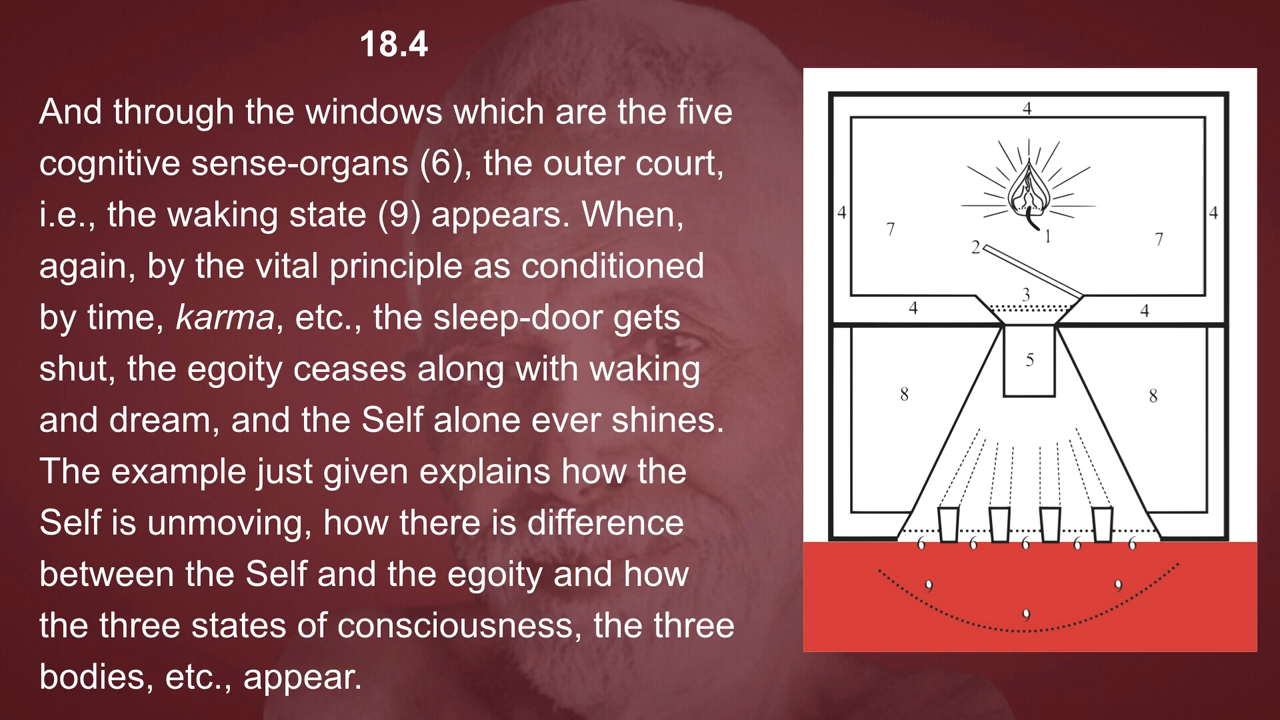 18.4
And through the windows which are the five
cognitive sense-organs (6), the outer court,
i.e., the waking state (9) appears. When,
again, by the vital principle as conditioned
by time, karma, etc., the sleep-door gets
shut, the egoity ceases along with waking
and dream, and the Self alone ever shines.
The example just given explains how the
Self is unmoving, how there is difference
between the Self and the egoity and how
the three states of consciousness, the three
bodies, etc., appear.
4
4 4
7 1 7
2
3
4 4
5
8 8
6 6 6 6 6
9 9
9